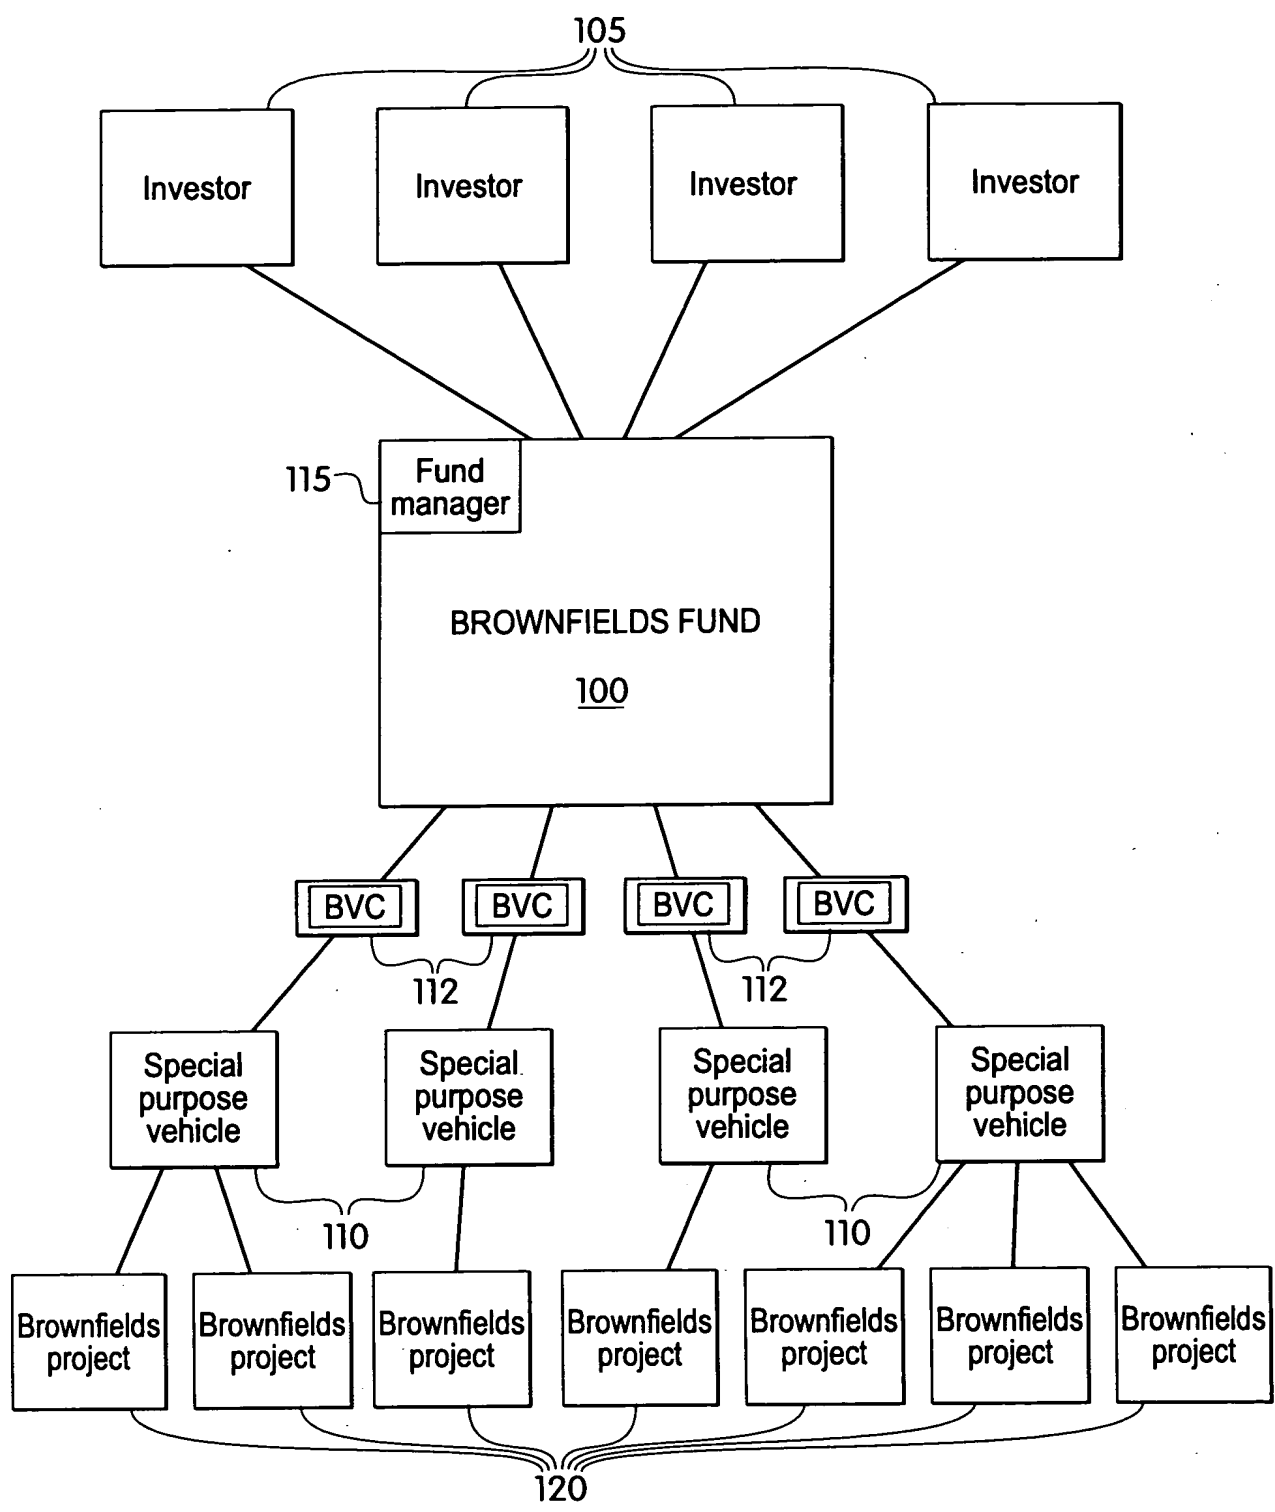 105
Investor
Investor
Investor
Investor
115
Fund
manager
BROWNFIELDS FUND
100
BVC
BVC
BVC
BVC
112
112
Special
purpose
vehicle
Special
purpose
vehicle
Special
purpose
vehicle
Special
purpose
vehicle
110
110
Brownfields
project
Brownfields
project
Brownfields
project
Brownfields
project
Brownfields
project
Brownfields
project
Brownfields
project
120